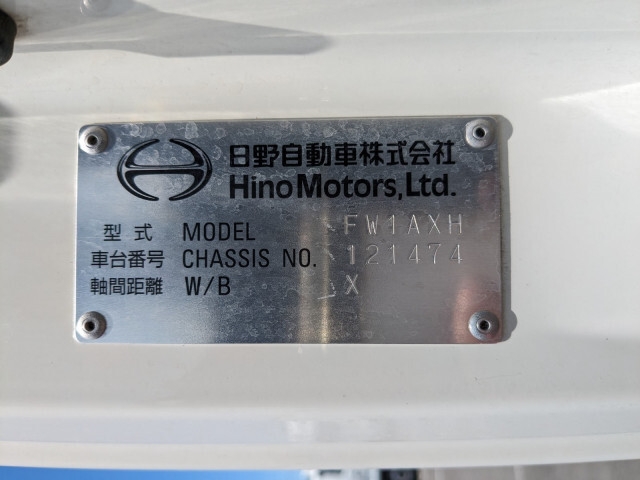 日野自動車株式会社
Hino Motors, Ltd.
型式 MODEL FW1AXH
車台番号 CHASSIS NO. 121474
軸間距離 W/B X